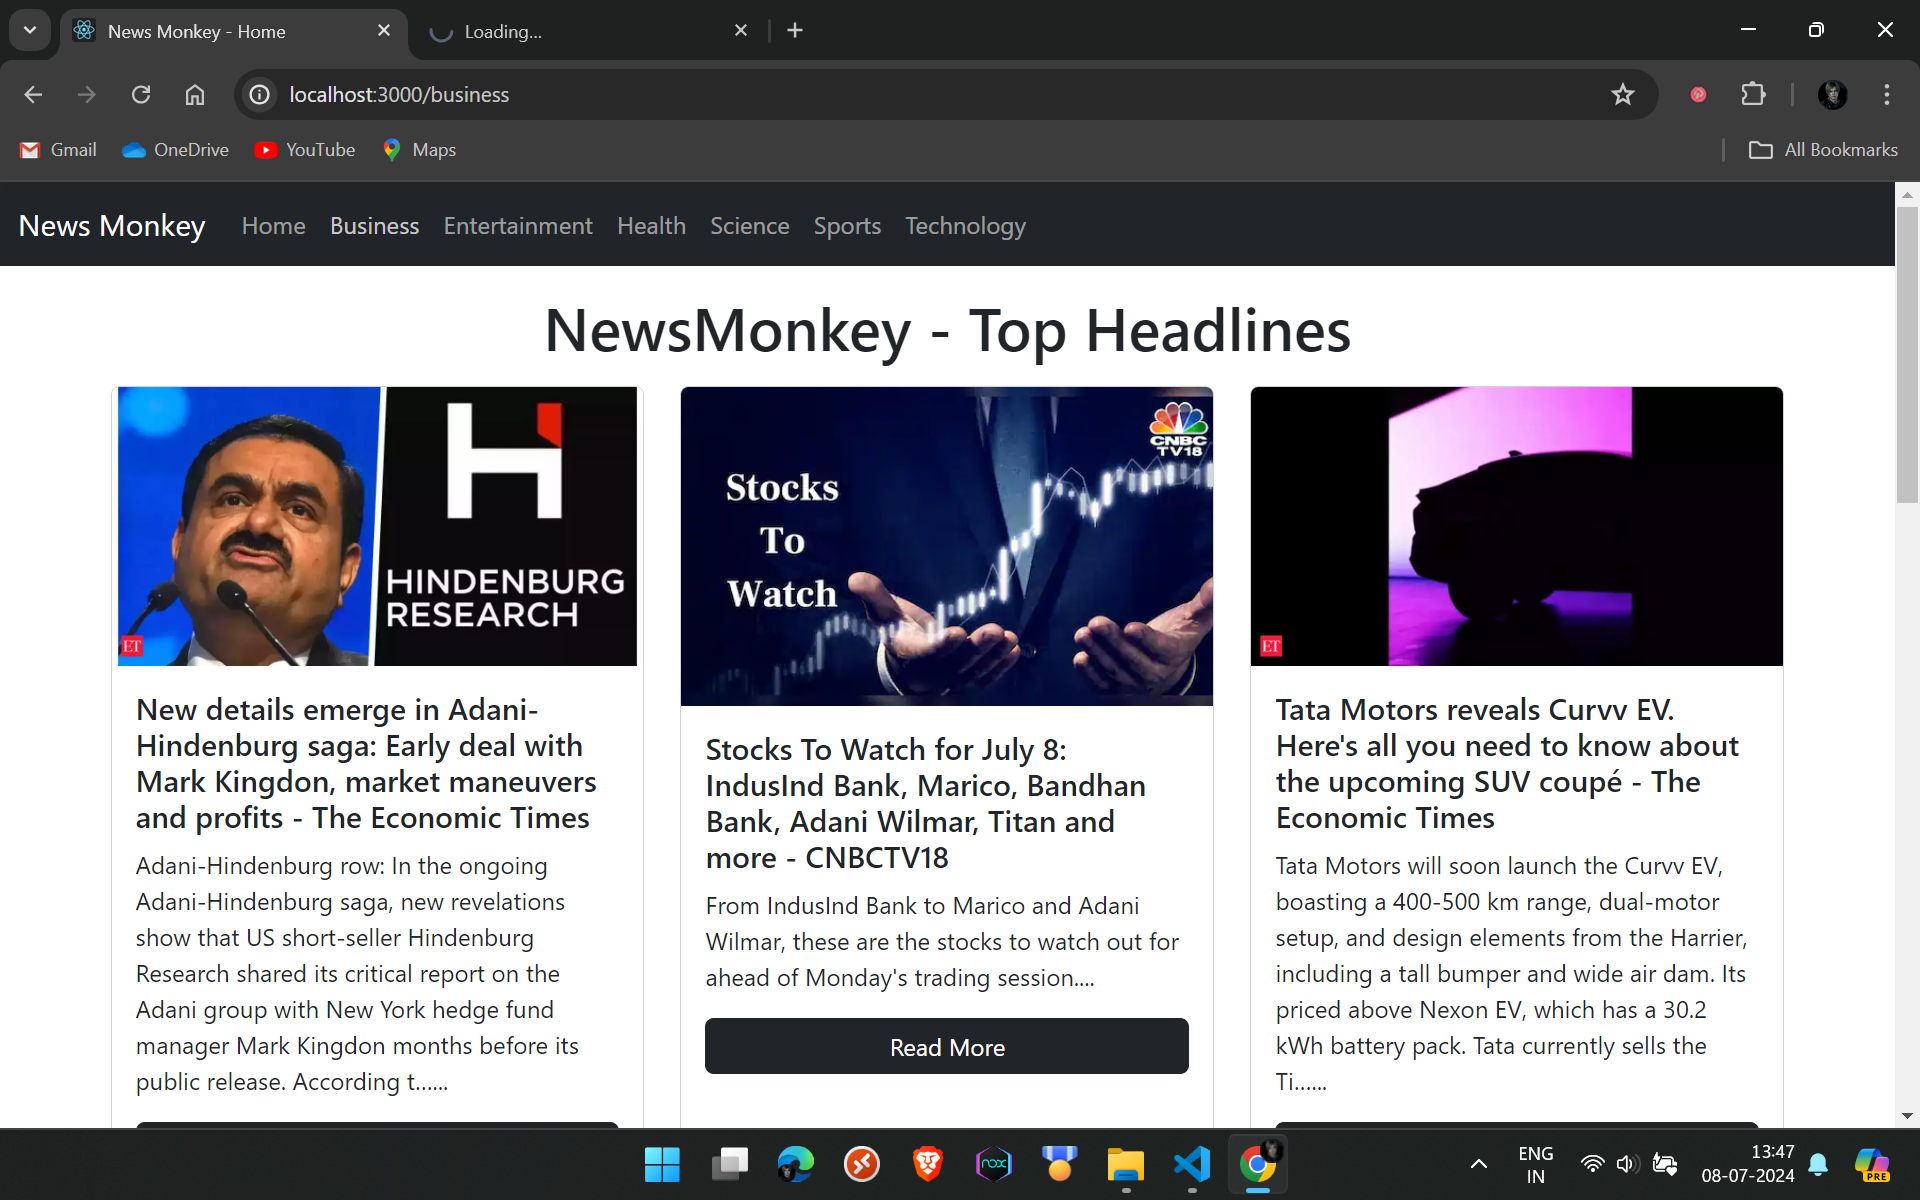 News Monkey - Home
Loading...
localhost:3000/business
Gmail
OneDrive
YouTube
Maps
All Bookmarks
News Monkey
Home
Business
Entertainment
Health
Science
Sports
Technology
NewsMonkey - Top Headlines
HINDENBURG
RESEARCH
ET
New details emerge in Adani-
Hindenburg saga: Early deal with
Mark Kingdon, market maneuvers
and profits - The Economic Times
Adani-Hindenburg row: In the ongoing
Adani-Hindenburg saga, new revelations
show that US short-seller Hindenburg
Research shared its critical report on the
Adani group with New York hedge fund
manager Mark Kingdon months before its
public release. According t......
CNBC
TV18
Stocks
To
Watch
Stocks To Watch for July 8:
IndusInd Bank, Marico, Bandhan
Bank, Adani Wilmar, Titan and
more - CNBCTV18
From IndusInd Bank to Marico and Adani
Wilmar, these are the stocks to watch out for
ahead of Monday's trading session....
Read More
ET
Tata Motors reveals Curvv EV.
Here's all you need to know about
the upcoming SUV coupé - The
Economic Times
Tata Motors will soon launch the Curvv EV,
boasting a 400-500 km range, dual-motor
setup, and design elements from the Harrier,
including a tall bumper and wide air dam. Its
priced above Nexon EV, which has a 30.2
kWh battery pack. Tata currently sells the
Ti......
nox
ENG
IN
13:47
08-07-2024
PRE